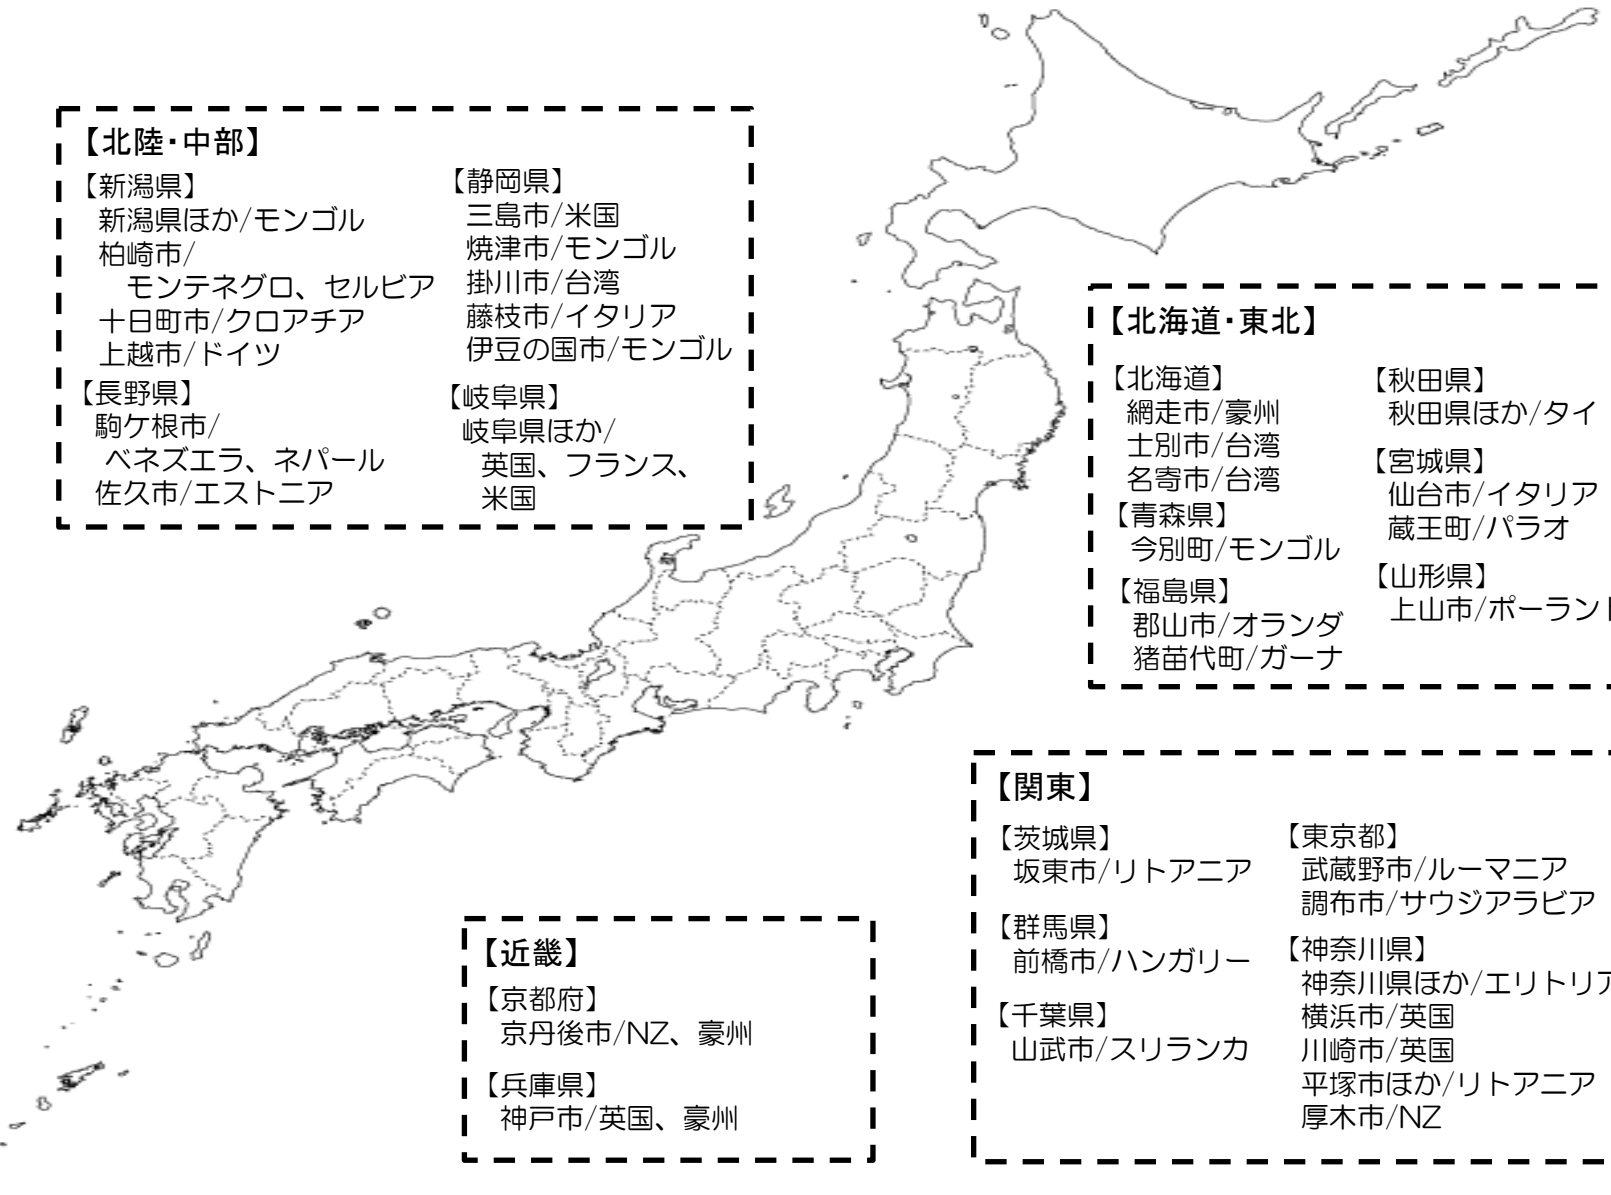 【北陸・中部】
【新潟県】
新潟県ほか/モンゴル
柏崎市/
モンテネグロ、セルビア
十日町市/クロアチア
上越市/ドイツ
【長野県】
駒ケ根市/
ベネズエラ、ネパール
佐久市/エストニア
【静岡県】
三島市/米国
焼津市/モンゴル
掛川市/台湾
藤枝市/イタリア
伊豆の国市/モンゴル
【岐阜県】
岐阜県ほか/
英国、フランス、
米国
【北海道・東北】
【北海道】
網走市/豪州
士別市/台湾
名寄市/台湾
【青森県】
今別町/モンゴル
【福島県】
郡山市/オランダ
猪苗代町/ガーナ
【秋田県】
秋田県ほか/タイ
【宮城県】
仙台市/イタリア
蔵王町/パラオ
【山形県】
上山市/ポーランド
【関東】
【茨城県】
坂東市/リトアニア
【群馬県】
前橋市/ハンガリー
【千葉県】
山武市/スリランカ
【東京都】
武蔵野市/ルーマニア
調布市/サウジアラビア
【神奈川県】
神奈川県ほか/エリトリア
横浜市/英国
川崎市/英国
平塚市ほか/リトアニア
厚木市/NZ
【近畿】
【京都府】
京丹後市/NZ、豪州
【兵庫県】
神戸市/英国、豪州